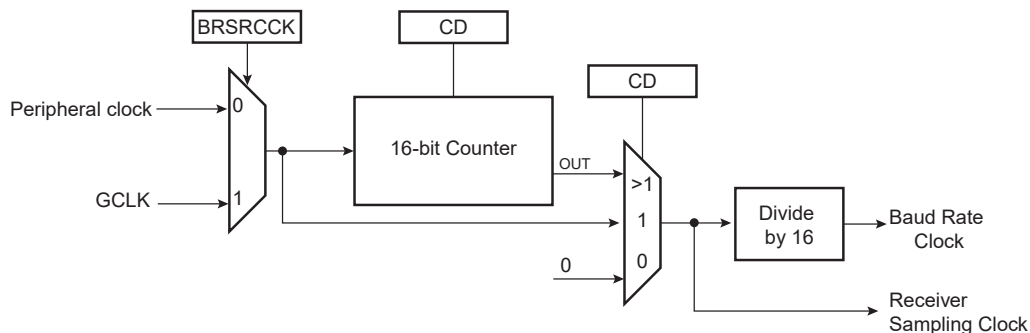 BRSRCCK
CD
CD
Peripheral clock
0
16-bit Counter
OUT
>1
GCLK
1
1
Divide
by 16
Baud Rate
Clock
0
0
Receiver
Sampling Clock